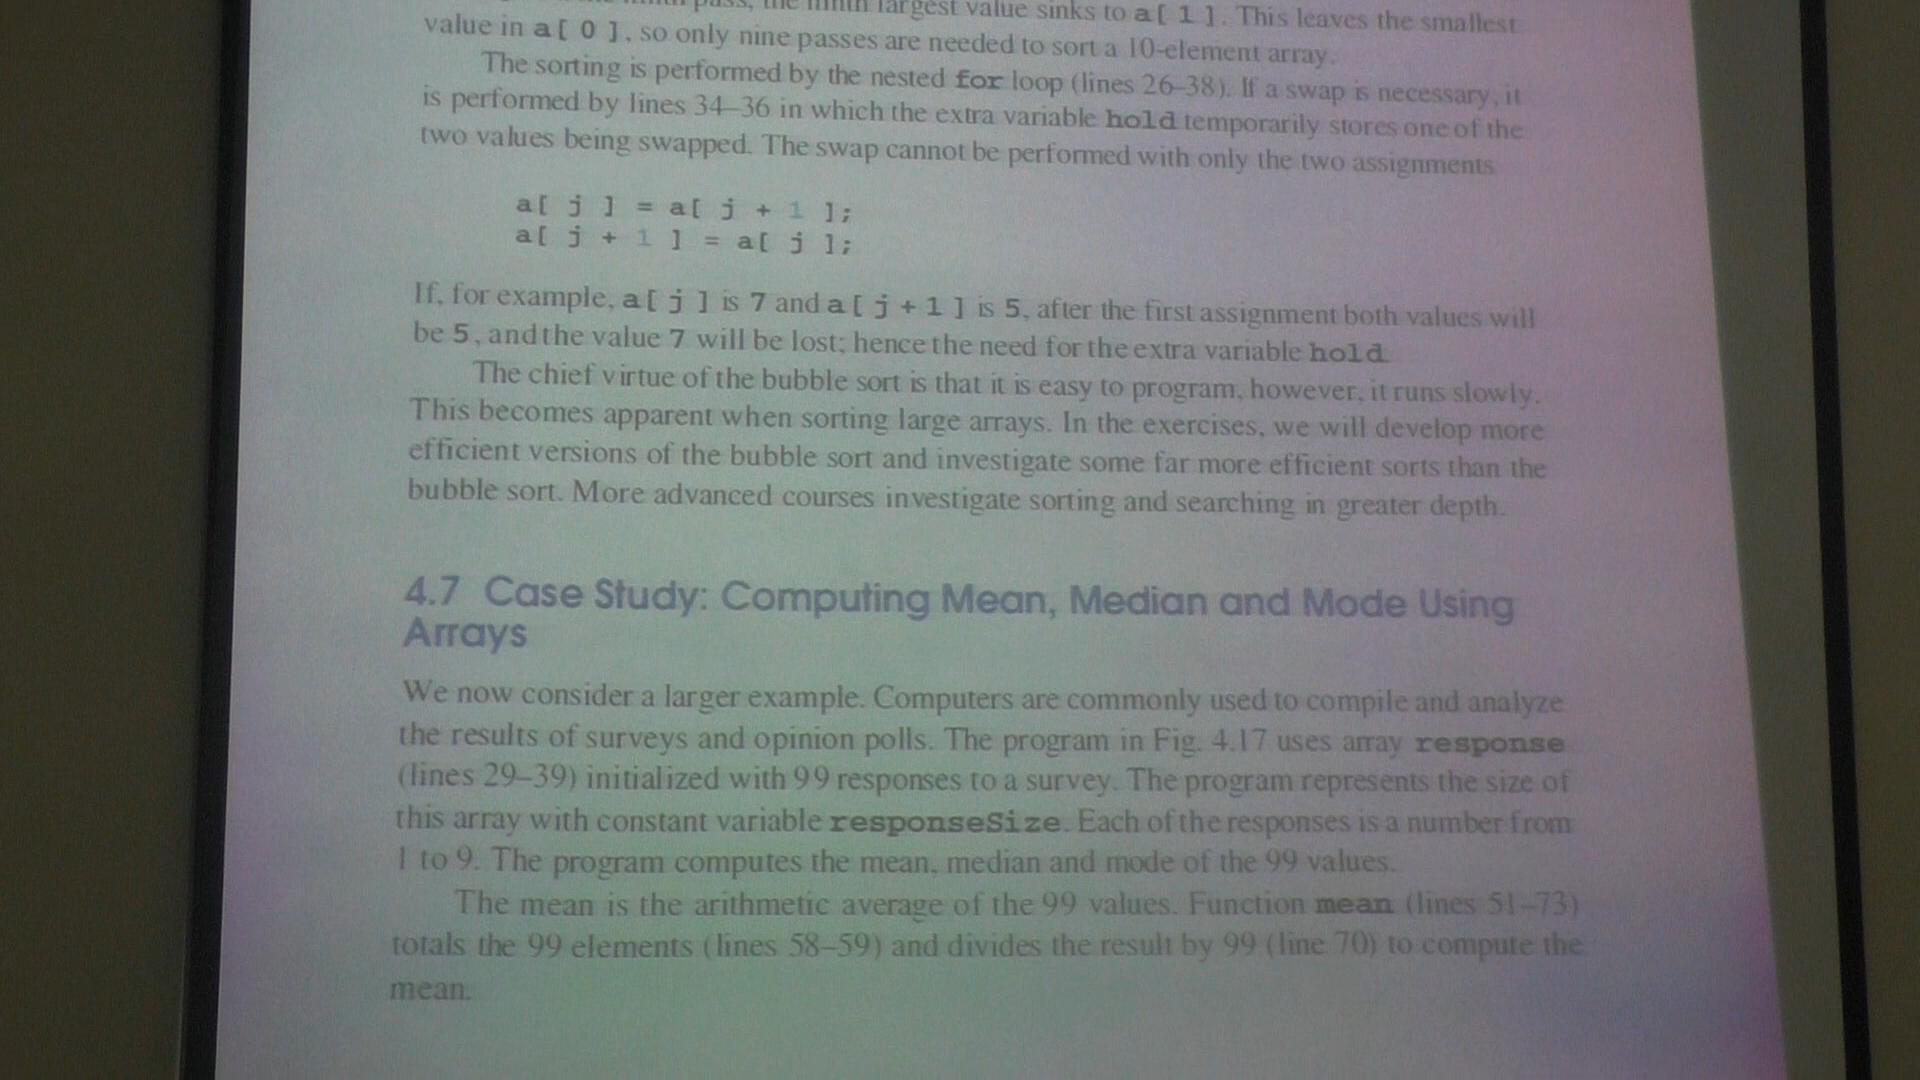 pass, the ninth largest value sinks to a[ 1 ]. This leaves the smallest
value in a[ 0 ], so only nine passes are needed to sort a 10-element array.
The sorting is performed by the nested for loop (lines 26–38). If a swap is necessary, it
is performed by lines 34–36 in which the extra variable hold temporarily stores one of the
two values being swapped. The swap cannot be performed with only the two assignments
a[ j ] = a[ j + 1 ];
a[ j + 1 ] = a[ j ];
If, for example, a[ j ] is 7 and a[ j + 1 ] is 5, after the first assignment both values will
be 5, and the value 7 will be lost; hence the need for the extra variable hold.
The chief virtue of the bubble sort is that it is easy to program, however, it runs slowly.
This becomes apparent when sorting large arrays. In the exercises, we will develop more
efficient versions of the bubble sort and investigate some far more efficient sorts than the
bubble sort. More advanced courses investigate sorting and searching in greater depth.
4.7 Case Study: Computing Mean, Median and Mode Using
Arrays
We now consider a larger example. Computers are commonly used to compile and analyze
the results of surveys and opinion polls. The program in Fig. 4.17 uses array response
(lines 29–39) initialized with 99 responses to a survey. The program represents the size of
this array with constant variable responseSize. Each of the responses is a number from
1 to 9. The program computes the mean, median and mode of the 99 values.
The mean is the arithmetic average of the 99 values. Function mean (lines 51–73)
totals the 99 elements (lines 58–59) and divides the result by 99 (line 70) to compute the
mean.